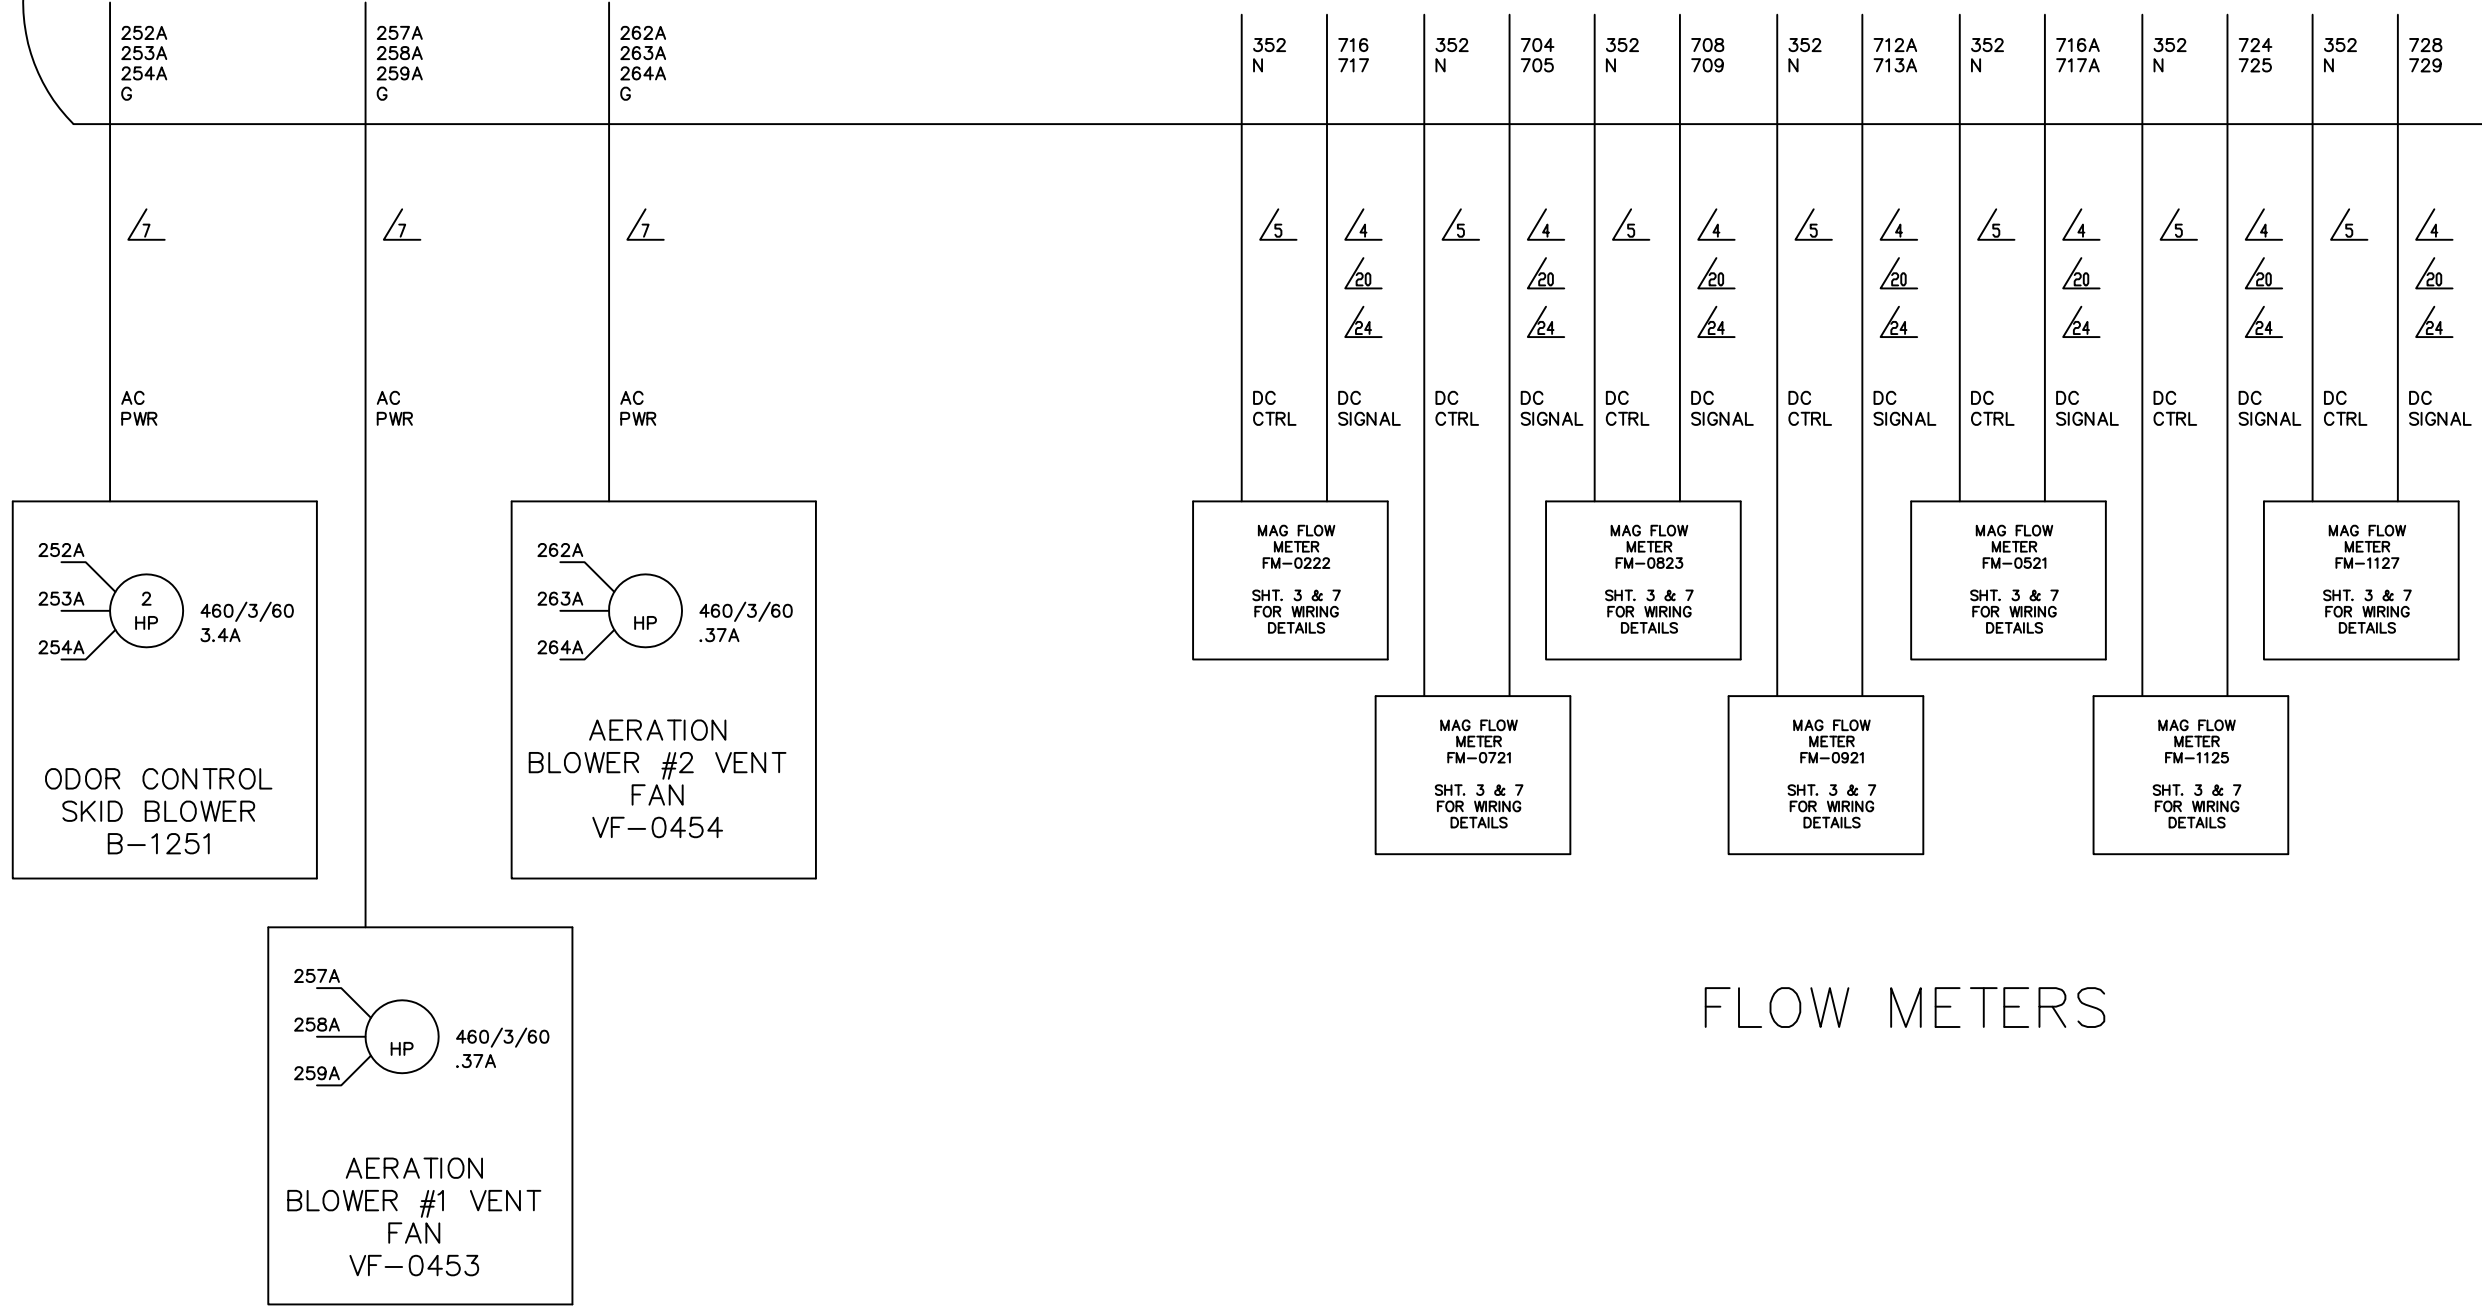 252A
253A
254A
G
257A
258A
259A
G
262A
263A
264A
G
352
N
716
717
352
N
704
705
352
N
708
709
352
N
712A
713A
352
N
716A
717A
352
N
724
725
352
N
728
729
7
7
7
5
4
20
24
5
4
20
24
5
4
20
24
5
4
20
24
5
4
20
24
5
4
20
24
5
4
20
24
AC
PWR
AC
PWR
AC
PWR
DC
CTRL
DC
SIGNAL
DC
CTRL
DC
SIGNAL
DC
CTRL
DC
SIGNAL
DC
CTRL
DC
SIGNAL
DC
CTRL
DC
SIGNAL
DC
CTRL
DC
SIGNAL
DC
CTRL
DC
SIGNAL
252A
253A
254A
2
HP
460/3/60
3.4A
ODOR CONTROL
SKID BLOWER
B-1251
262A
263A
264A
HP
460/3/60
.37A
AERATION
BLOWER #2 VENT
FAN
VF-0454
257A
258A
259A
HP
460/3/60
.37A
AERATION
BLOWER #1 VENT
FAN
VF-0453
MAG FLOW
METER
FM-0222
SHT. 3 & 7
FOR WIRING
DETAILS
MAG FLOW
METER
FM-0721
SHT. 3 & 7
FOR WIRING
DETAILS
MAG FLOW
METER
FM-0823
SHT. 3 & 7
FOR WIRING
DETAILS
MAG FLOW
METER
FM-0921
SHT. 3 & 7
FOR WIRING
DETAILS
MAG FLOW
METER
FM-0521
SHT. 3 & 7
FOR WIRING
DETAILS
MAG FLOW
METER
FM-1125
SHT. 3 & 7
FOR WIRING
DETAILS
MAG FLOW
METER
FM-1127
SHT. 3 & 7
FOR WIRING
DETAILS
FLOW METERS